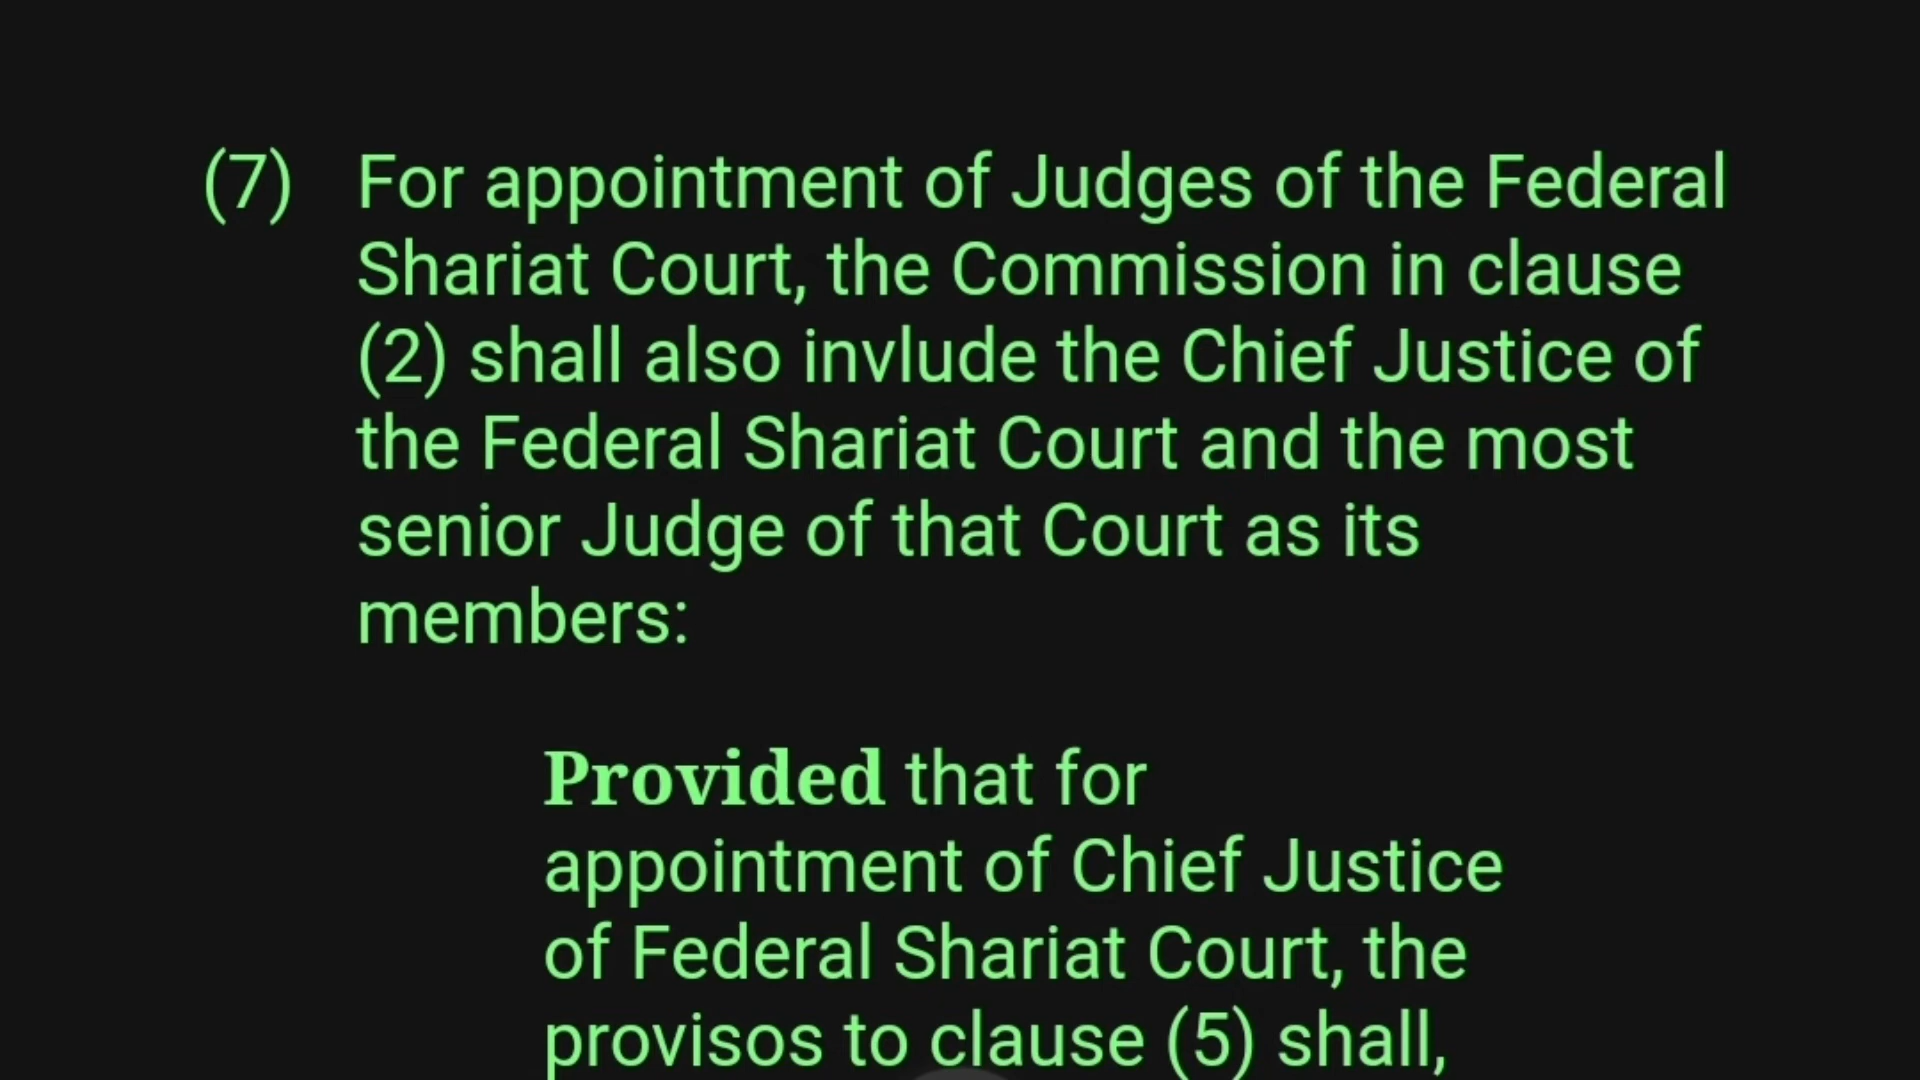 (7) For appointment of Judges of the Federal
Shariat Court, the Commission in clause
(2) shall also invlude the Chief Justice of
the Federal Shariat Court and the most
senior Judge of that Court as its
members:
Provided that for
appointment of Chief Justice
of Federal Shariat Court, the
provisos to clause (5) shall,